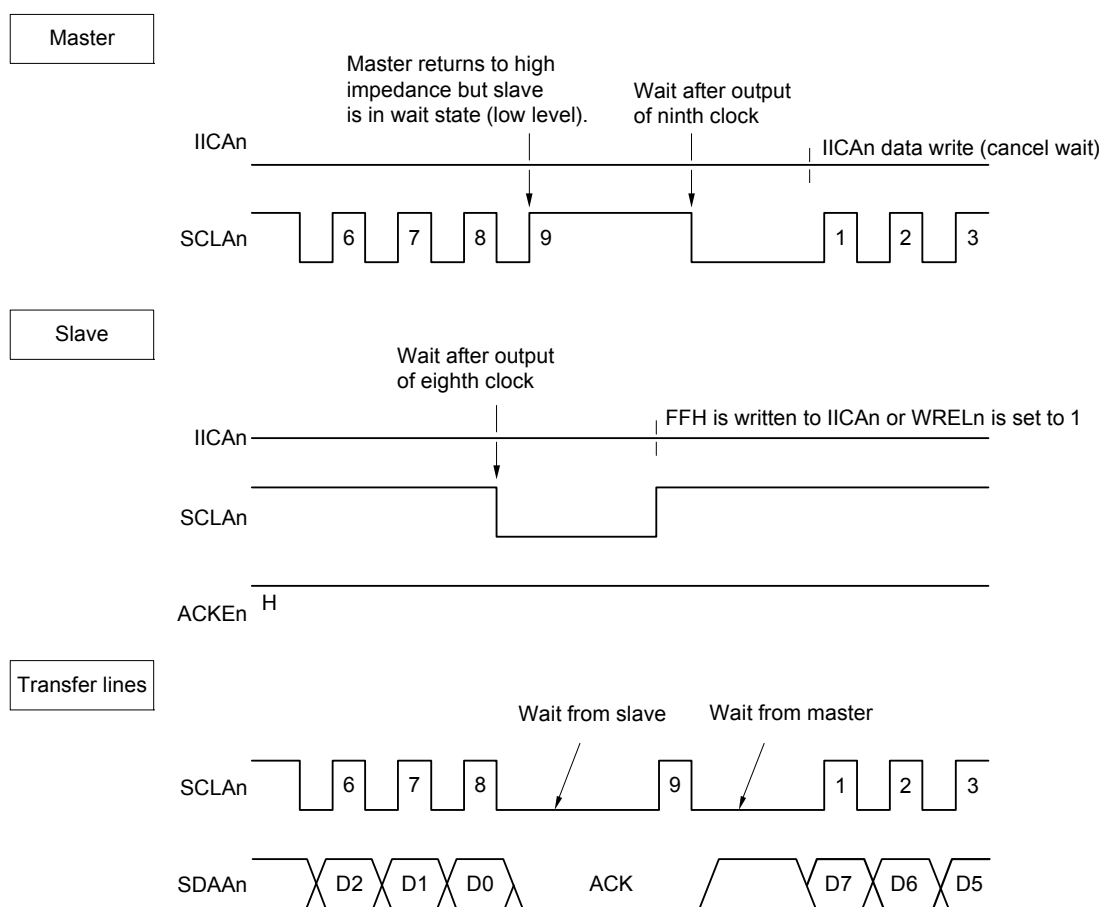 Master
Master returns to high
impedance but slave
is in wait state (low level).
Wait after output
of ninth clock
IICAn
IICAn data write (cancel wait)
SCLAn
6 7 8 9 1 2 3
Slave
Wait after output
of eighth clock
FFH is written to IICAn or WRELn is set to 1
IICAn
SCLAn
H
ACKEn
Transfer lines
Wait from slave
Wait from master
SCLAn
6 7 8 9 1 2 3
SDAAn
D2 D1 D0 ACK D7 D6 D5